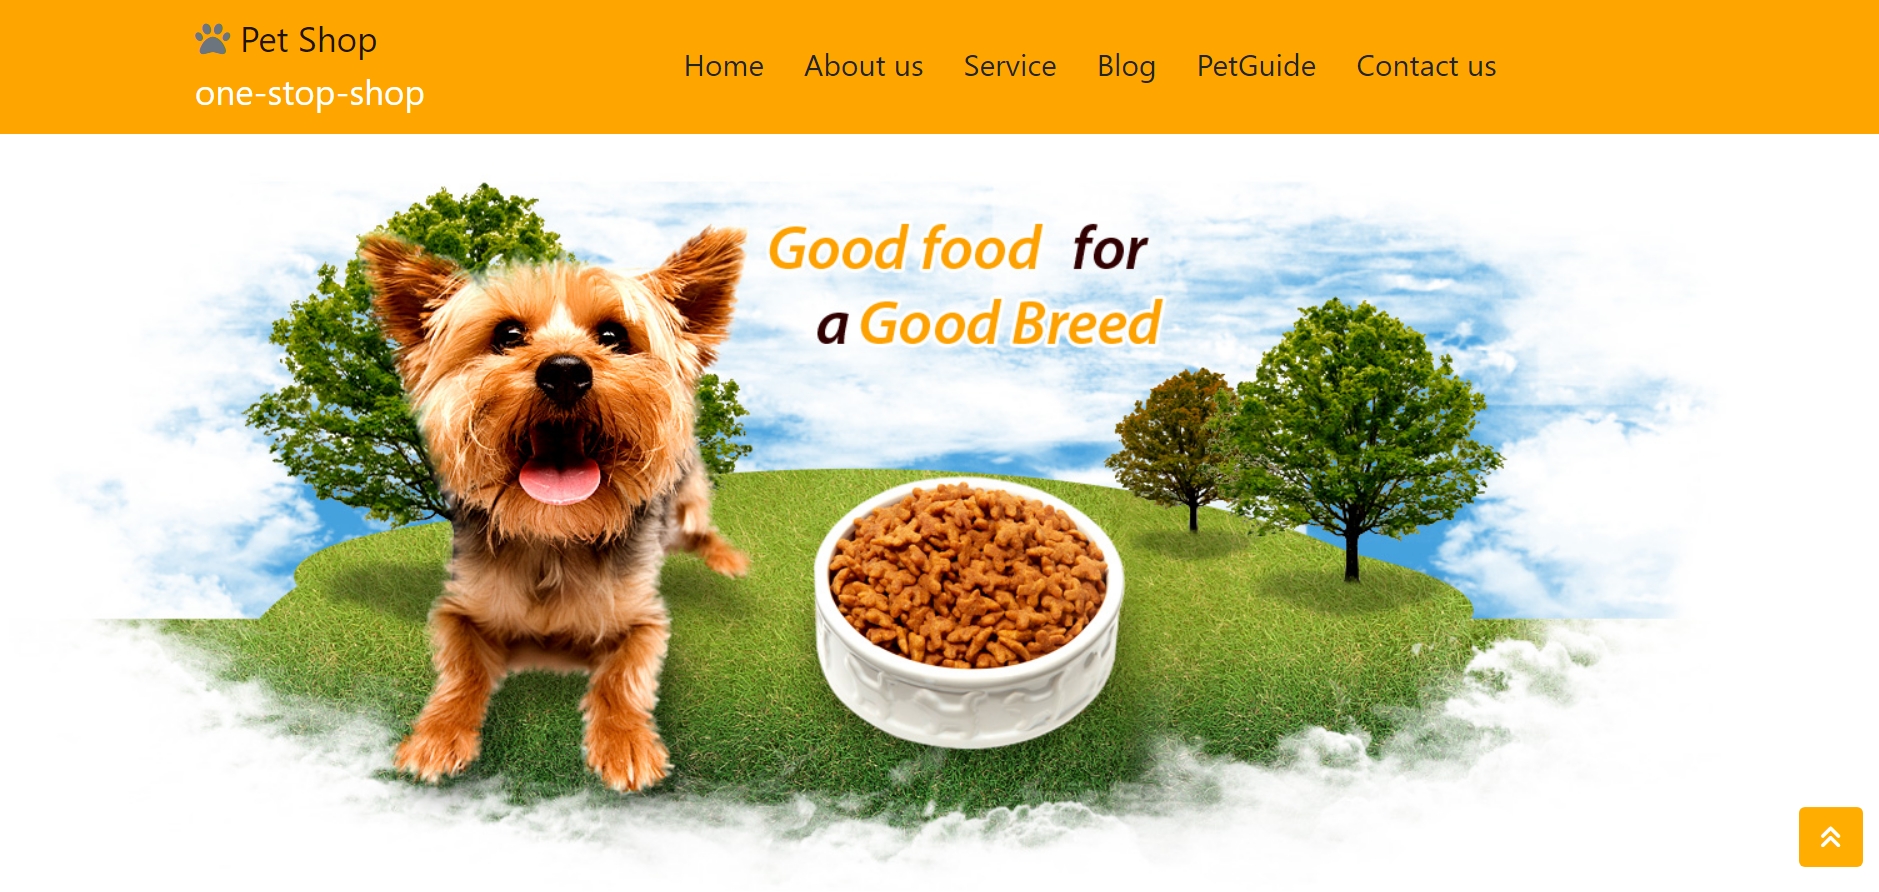 Pet Shop
one-stop-shop
Home About us Service Blog PetGuide Contact us
Good food for
a Good Breed